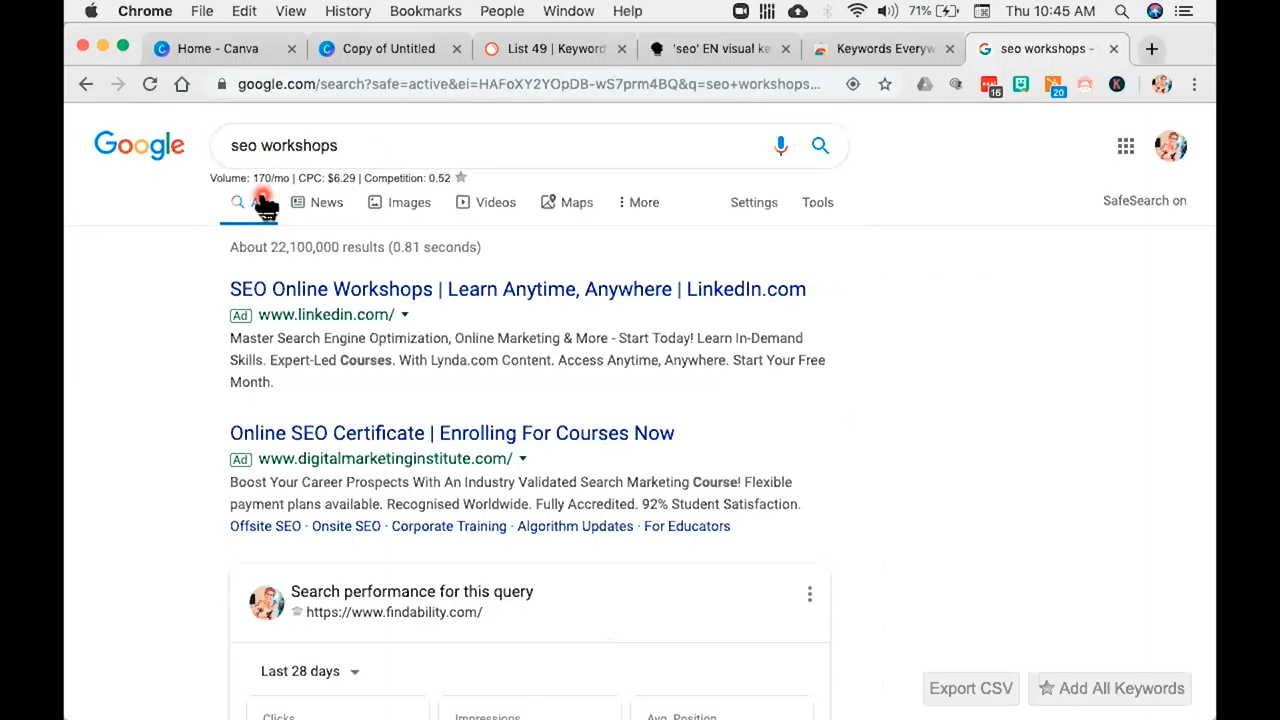 Chrome File Edit View History Bookmarks People Window Help 71% Thu 10:45 AM
Home - Canva
Copy of Untitled
List 49 | Keyword
'seo' EN visual ke
Keywords Everyw
seo workshops -
google.com/search?safe=active&ei=HAFoXY2YOpDB-wS7prm4BQ&q=seo+workshops...
16
20
K
Google
seo workshops
Volume: 170/mo | CPC: $6.29 | Competition: 0.52
News Images Videos Maps More Settings Tools SafeSearch on
About 22,100,000 results (0.81 seconds)
SEO Online Workshops | Learn Anytime, Anywhere | LinkedIn.com
Ad www.linkedin.com/
Master Search Engine Optimization, Online Marketing & More - Start Today! Learn In-Demand
Skills. Expert-Led Courses. With Lynda.com Content. Access Anytime, Anywhere. Start Your Free
Month.
Online SEO Certificate | Enrolling For Courses Now
Ad www.digitalmarketinginstitute.com/
Boost Your Career Prospects With An Industry Validated Search Marketing Course! Flexible
payment plans available. Recognised Worldwide. Fully Accredited. 92% Student Satisfaction.
Offsite SEO · Onsite SEO · Corporate Training · Algorithm Updates · For Educators
Search performance for this query
https://www.findability.com/
Last 28 days
Export CSV
Add All Keywords
Clicks
Impressions
Avg. Position